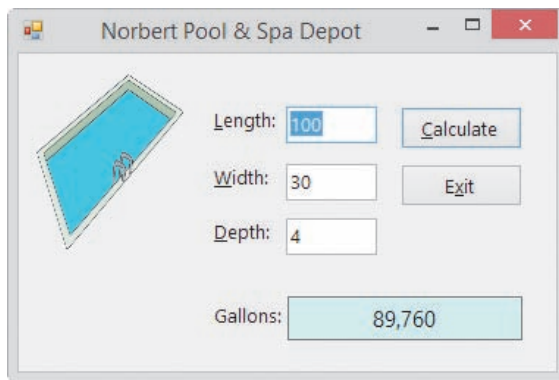 Norbert Pool & Spa Depot
Length: 100 Calculate
Width: 30 Exit
Depth: 4
Gallons: 89,760